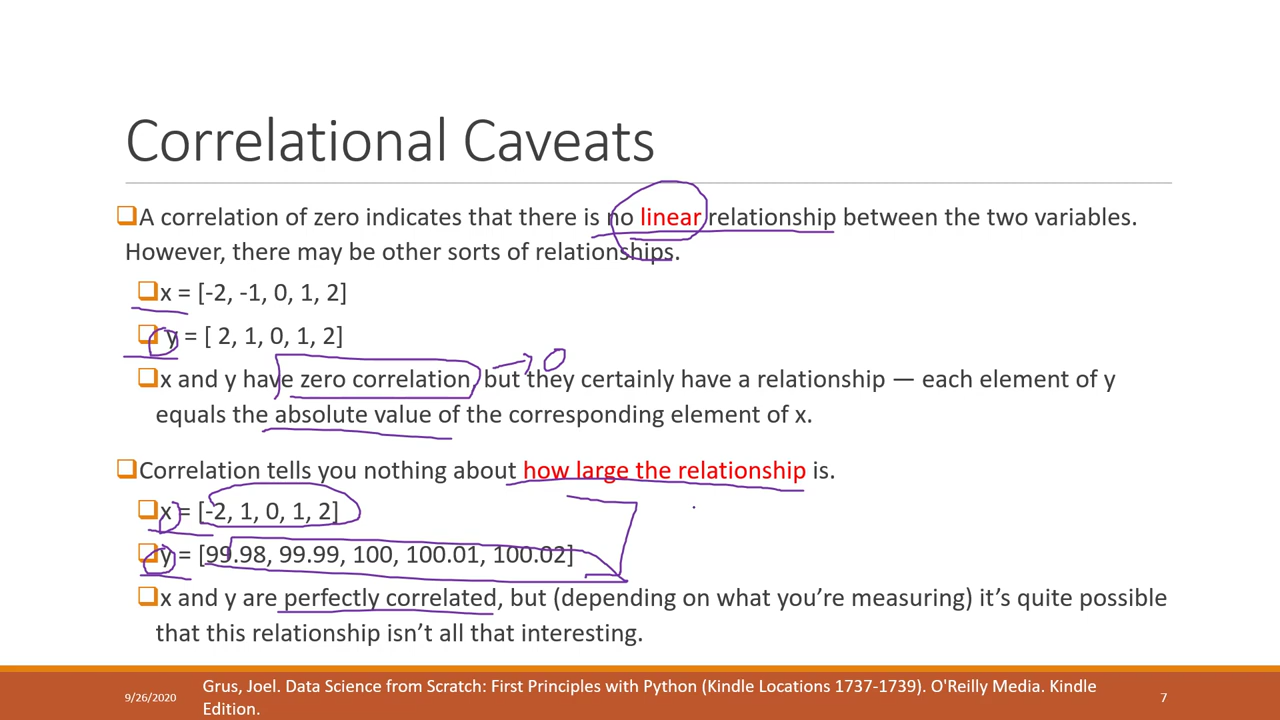 Correlational Caveats
A correlation of zero indicates that there is no linear relationship between the two variables.
However, there may be other sorts of relationships.
x = [-2, -1, 0, 1, 2]
y = [ 2, 1, 0, 1, 2]
x and y have zero correlation, but they certainly have a relationship — each element of y
0
equals the absolute value of the corresponding element of x.
Correlation tells you nothing about how large the relationship is.
x = [-2, 1, 0, 1, 2]
y = [99.98, 99.99, 100, 100.01, 100.02]
x and y are perfectly correlated, but (depending on what you’re measuring) it’s quite possible
that this relationship isn’t all that interesting.
9/26/2020
Grus, Joel. Data Science from Scratch: First Principles with Python (Kindle Locations 1737-1739). O'Reilly Media. Kindle
Edition.
7